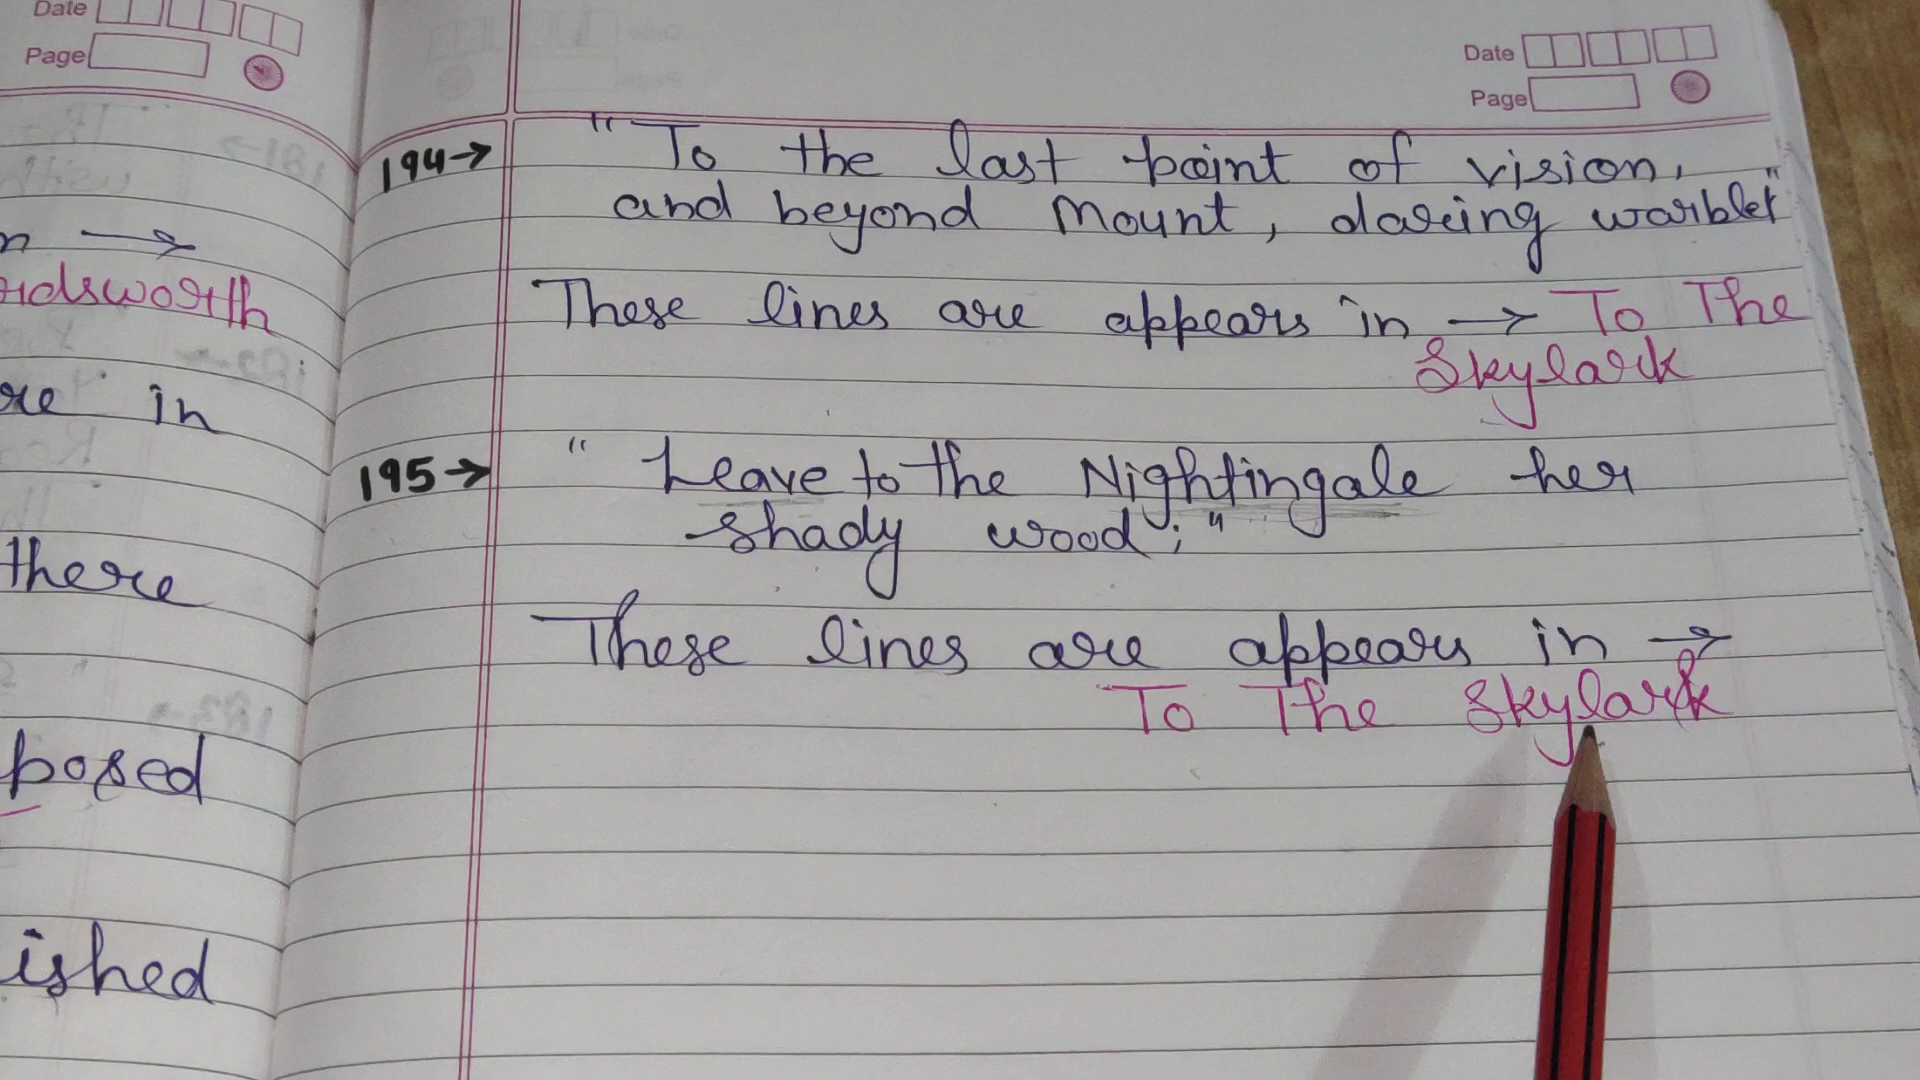 Date
Page
n →
rdsworth
re in
there
posed
ished
Date
Page
194→ "To the last point of vision,
and beyond Mount, daring warbler"
These lines are appears in → To The
Skylark
195→ " Leave to the Nightingale her
shady wood;"
These lines are appears in →
To The Skylark